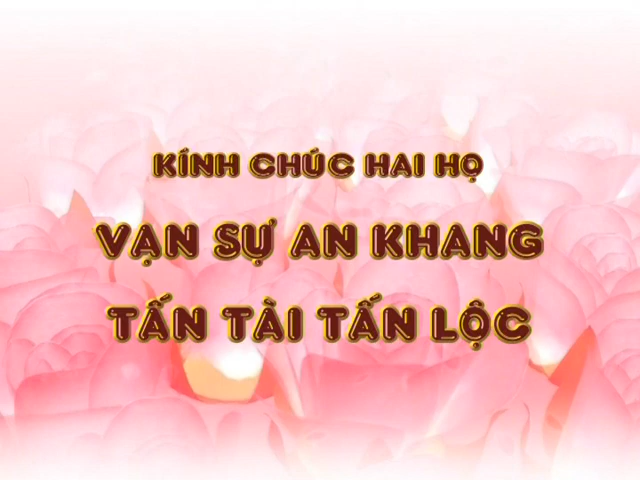 KÍNH CHÚC HAI HỌ
VẠN SỰ AN KHANG
TẤN TÀI TẤN LỘC